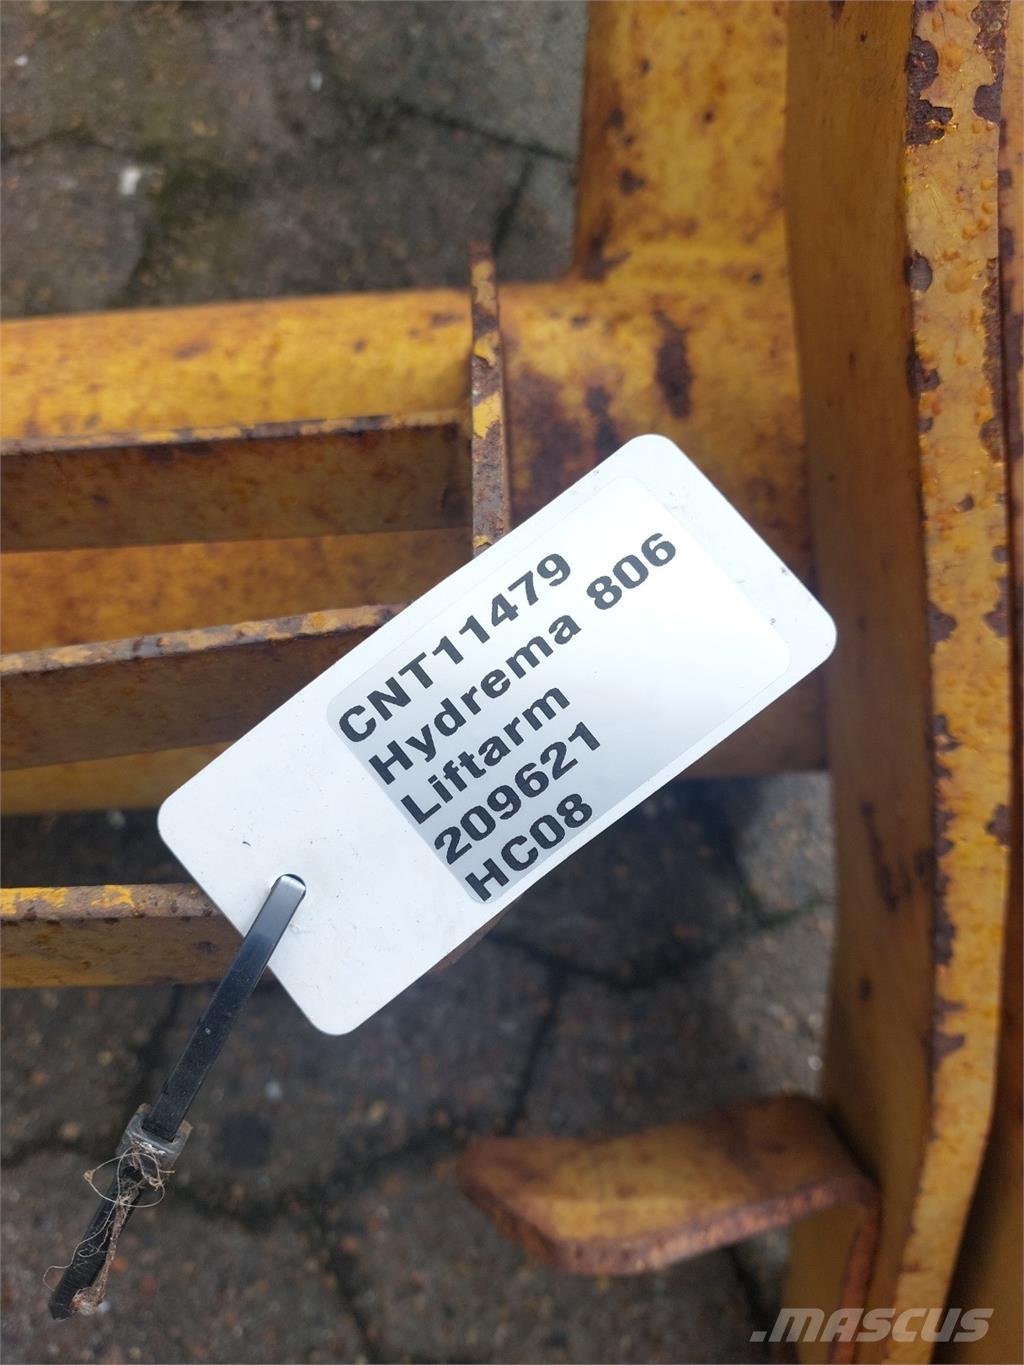 CNT11479
Hydrema 806
Liftarm
209621
HC08
.MASCUS